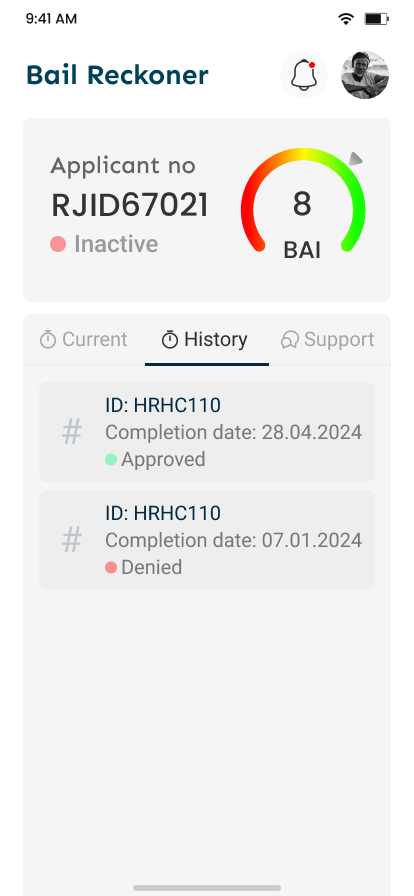 9:41 AM
Bail Reckoner
Applicant no
RJID67021
Inactive
8
BAI
Current
History
Support
#
ID: HRHC110
Completion date: 28.04.2024
Approved
#
ID: HRHC110
Completion date: 07.01.2024
Denied